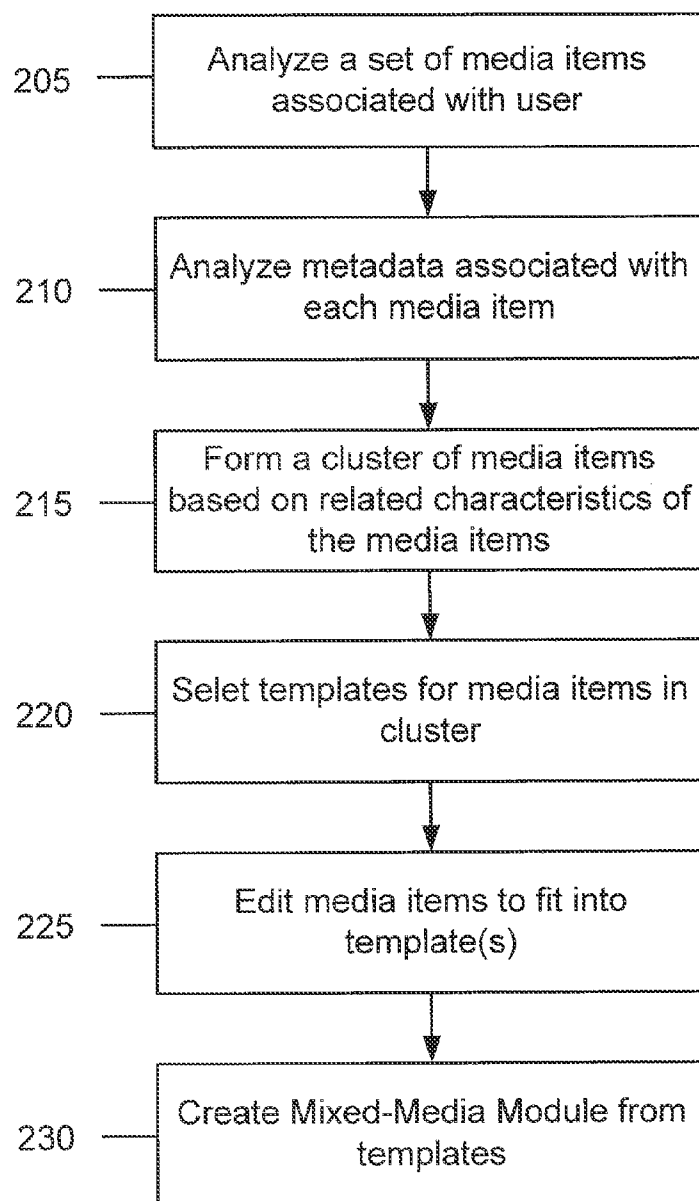 205
Analyze a set of media items
associated with user
210
Analyze metadata associated with
each media item
215
Form a cluster of media items
based on related characteristics of
the media items
220
Selet templates for media items in
cluster
225
Edit media items to fit into
template(s)
230
Create Mixed-Media Module from
templates